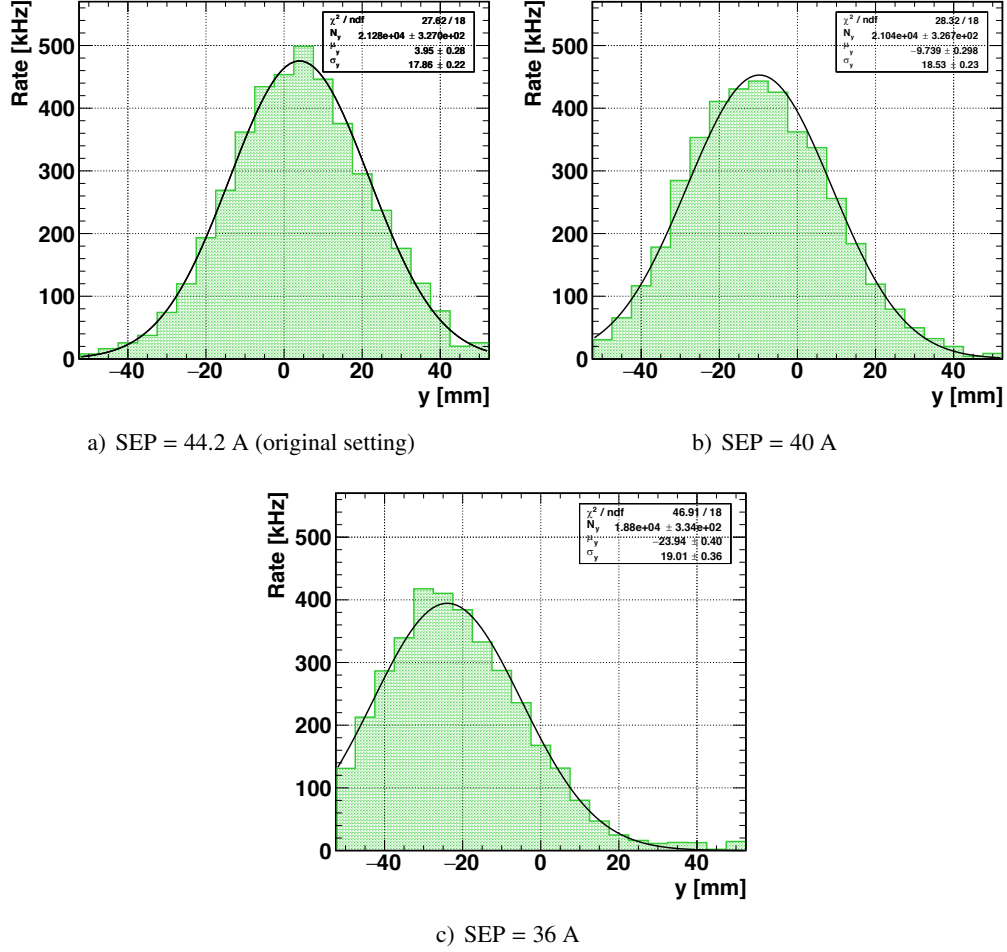 Rate [kHz]
500
400
300
200
100
0
−40
−20
0
20
40
y [mm]
χ² / ndf 27.62 / 18
N_y 2.128e+04 ± 3.270e+02
μ_y 3.95 ± 0.28
σ_y 17.86 ± 0.22
a) SEP = 44.2 A (original setting)
Rate [kHz]
500
400
300
200
100
0
−40
−20
0
20
40
y [mm]
χ² / ndf 28.32 / 18
N_y 2.104e+04 ± 3.267e+02
μ_y −9.739 ± 0.298
σ_y 18.53 ± 0.23
b) SEP = 40 A
Rate [kHz]
500
400
300
200
100
0
−40
−20
0
20
40
y [mm]
χ² / ndf 46.91 / 18
N_y 1.88e+04 ± 3.34e+02
μ_y −23.94 ± 0.40
σ_y 19.01 ± 0.36
c) SEP = 36 A